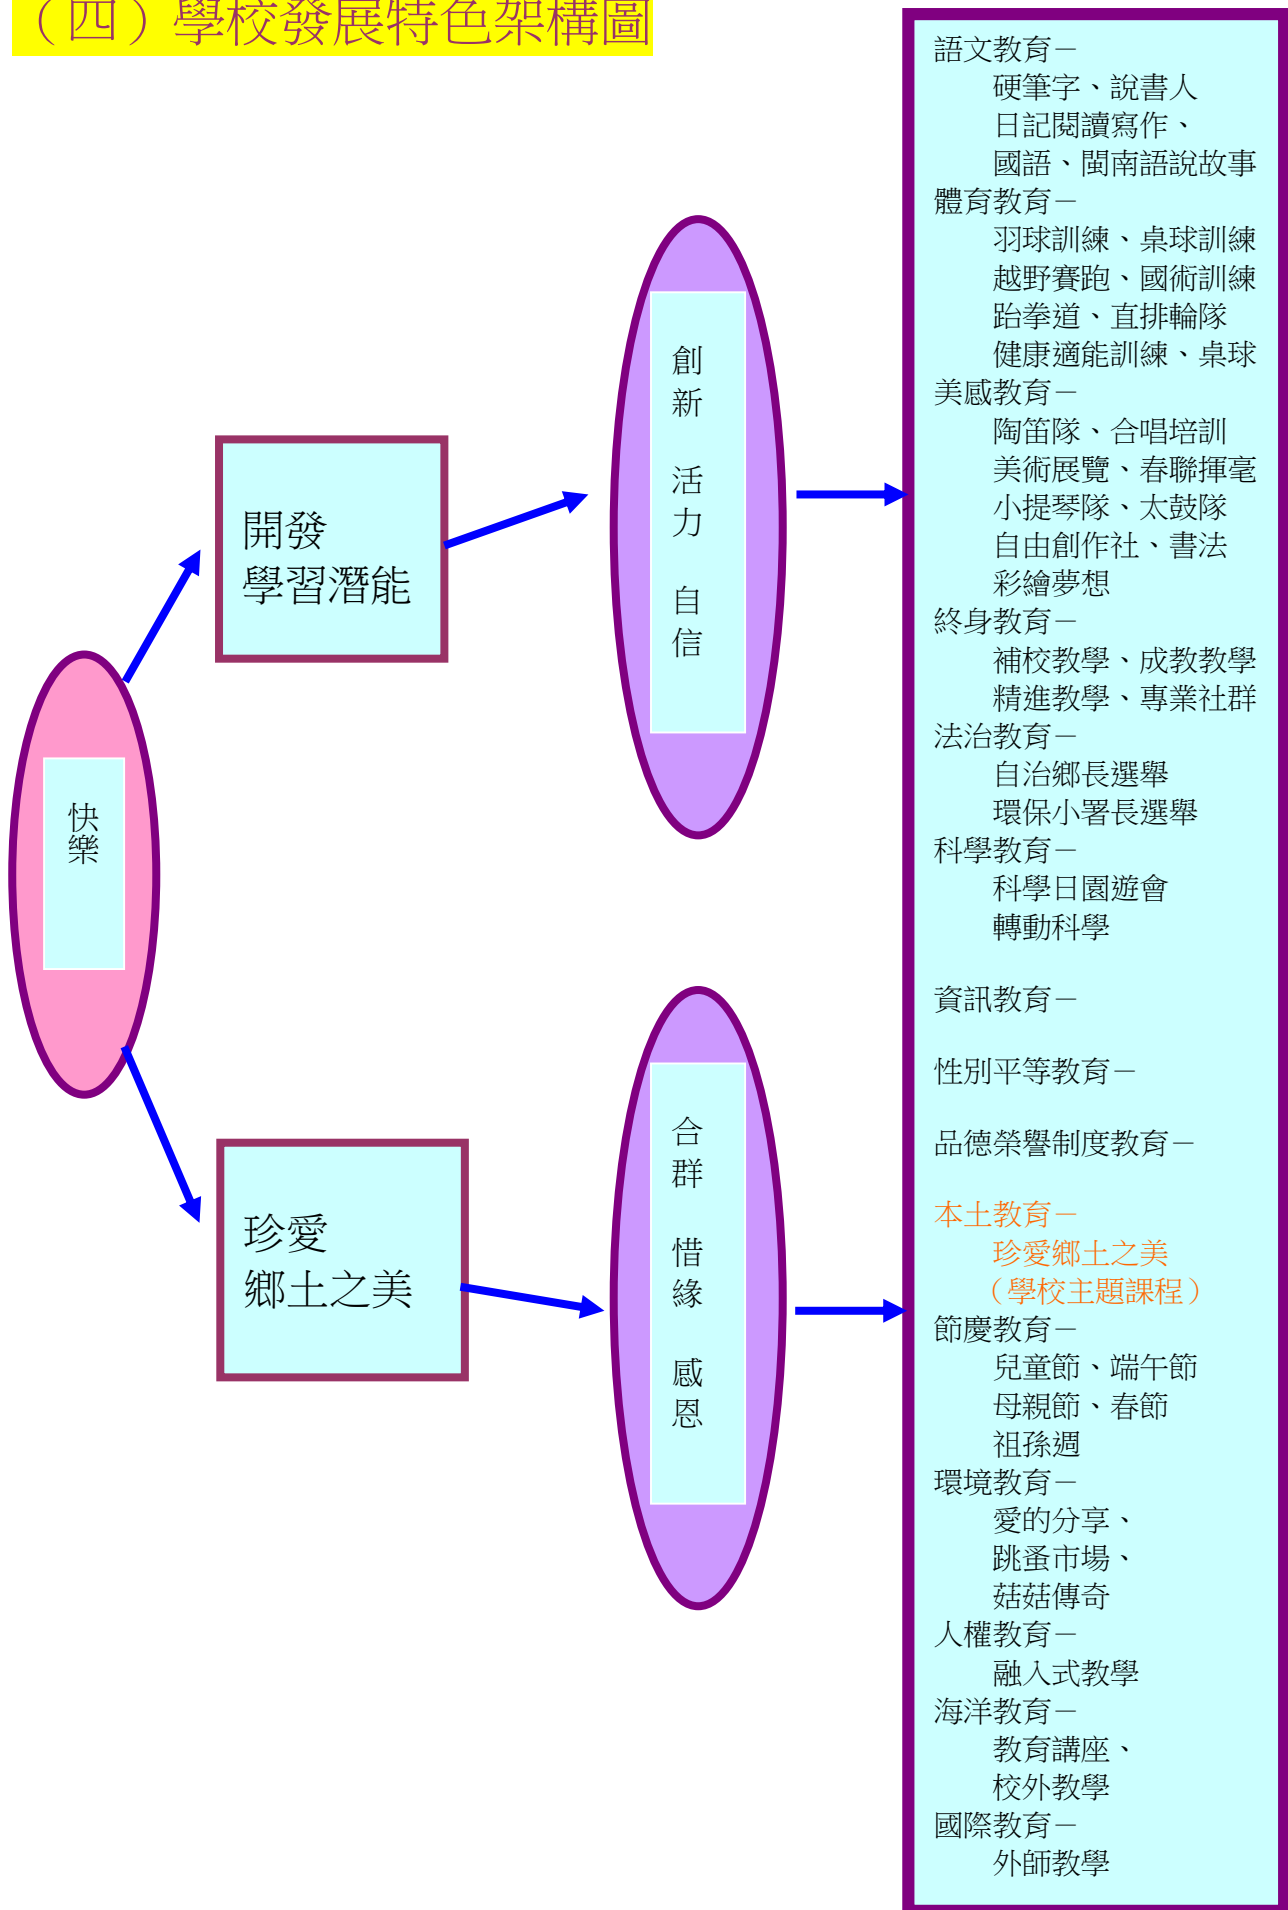 （四）學校發展特色架構圖
快樂
開發
學習潛能
珍愛
鄉土之美
創新 活力 自信
合群 惜緣 感恩
語文教育－
硬筆字、說書人
日記閱讀寫作、
國語、閩南語說故事
體育教育－
羽球訓練、桌球訓練
越野賽跑、國術訓練
跆拳道、直排輪隊
健康適能訓練、桌球
美感教育－
陶笛隊、合唱培訓
美術展覽、春聯揮毫
小提琴隊、太鼓隊
自由創作社、書法
彩繪夢想
終身教育－
補校教學、成教教學
精進教學、專業社群
法治教育－
自治鄉長選舉
環保小署長選舉
科學教育－
科學日園遊會
轉動科學
資訊教育－
性別平等教育－
品德榮譽制度教育－
本土教育－
珍愛鄉土之美
（學校主題課程）
節慶教育－
兒童節、端午節
母親節、春節
祖孫週
環境教育－
愛的分享、
跳蚤市場、
菇菇傳奇
人權教育－
融入式教學
海洋教育－
教育講座、
校外教學
國際教育－
外師教學